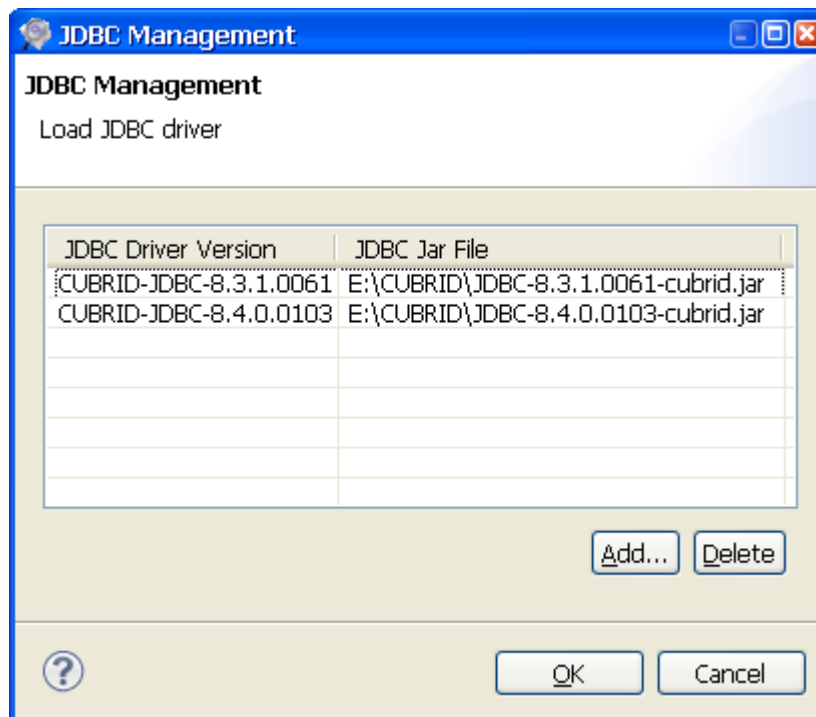 JDBC Management
JDBC Management
Load JDBC driver
JDBC Driver Version JDBC Jar File
CUBRID-JDBC-8.3.1.0061 E:\CUBRID\JDBC-8.3.1.0061-cubrid.jar
CUBRID-JDBC-8.4.0.0103 E:\CUBRID\JDBC-8.4.0.0103-cubrid.jar
Add... Delete
? OK Cancel